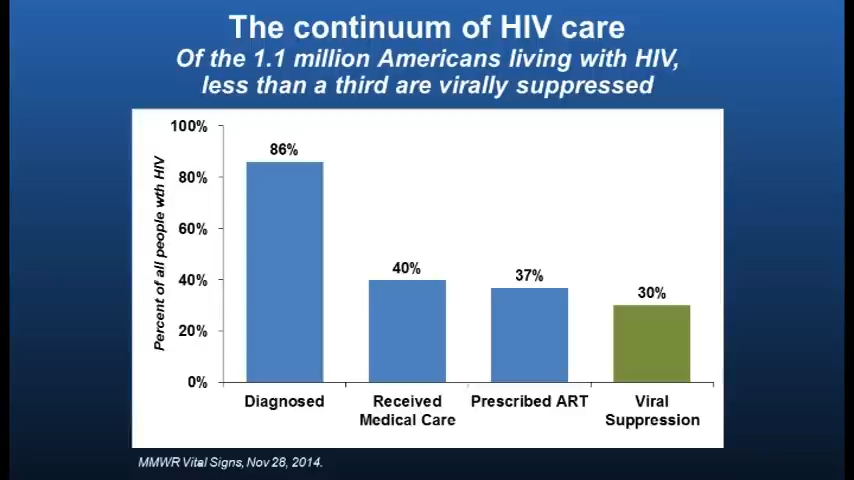 The continuum of HIV care
Of the 1.1 million Americans living with HIV,
less than a third are virally suppressed
Percent of all people wth HIV
100%
80%
60%
40%
20%
0%
86%
40%
37%
30%
Diagnosed
Received
Medical Care
Prescribed ART
Viral
Suppression
MMWR Vital Signs, Nov 28, 2014.